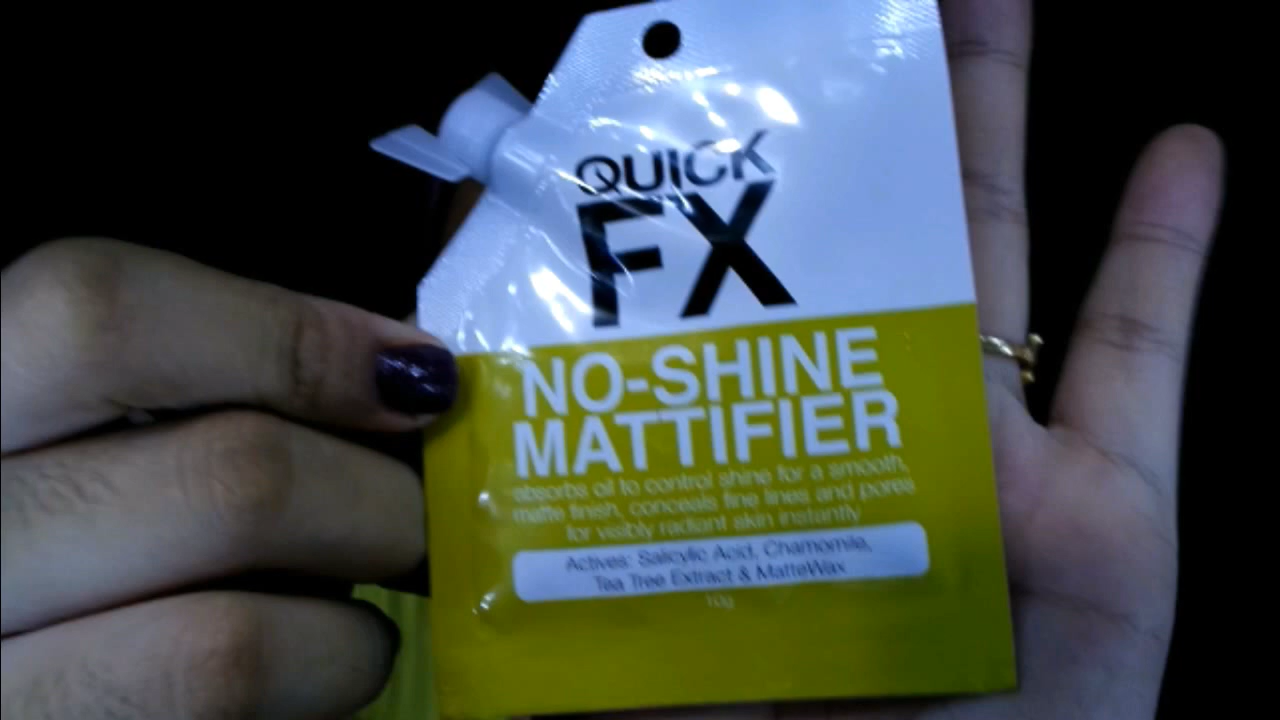 QUICK
FX
NO-SHINE
MATTIFIER
absorbs oil to control shine for a smooth,
matte finish, conceals fine lines and pores
for visibly radiant skin instantly
Actives: Salicylic Acid, Chamomile,
Tea Tree Extract & MatteWax
10g